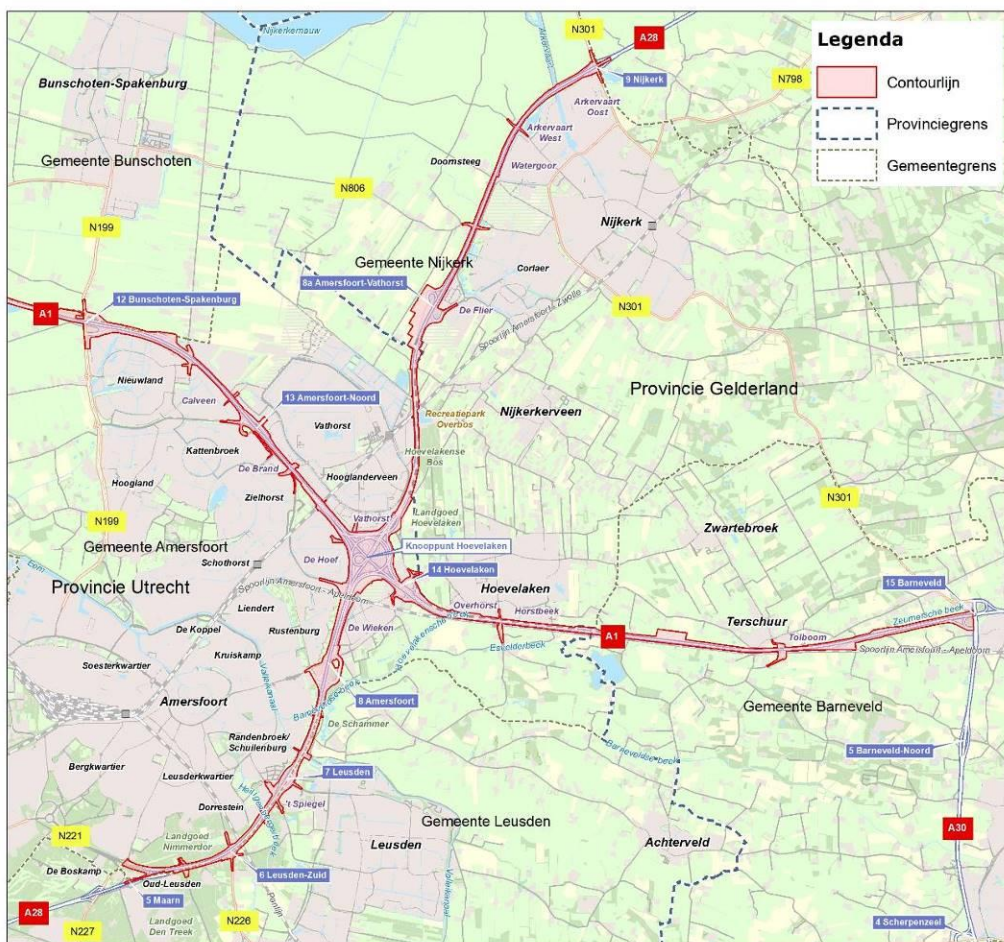 Nijkerkernauw
Arkervaart
N301
A28
Legenda
Contourlijn
Provinciegrens
Gemeentegrens
9 Nijkerk
N798
Bunschoten-Spakenburg
Arkervaart
Oost
Arkervaart
West
Gemeente Bunschoten
Doornsteeg
Watergoor
N806
N199
Nijkerk
Gemeente Nijkerk
Corlaer
8a Amersfoort-Vathorst
12 Bunschoten-Spakenburg
A1
De Flier
N301
Spoorlijn Amersfoort - Zwolle
Nieuwland
Calveen
13 Amersfoort-Noord
Provincie Gelderland
Vathorst
Recreatiepark
Overbos
Nijkerkerveen
Kattenbroek
De Brand
Hoevelakense
Bos
Hoogland
Zielhorst
Hooglanderveen
N301
N199
Vathorst
Landgoed
Hoevelaken
Zwartebroek
Gemeente Amersfoort
De Hoef
Knooppunt Hoevelaken
Eem
Schothorst
Provincie Utrecht
14 Hoevelaken
Hoevelaken
15 Barneveld
Spoorlijn Amersfoort - Apeldoorn
Liendert
Overhorst
Horstbeek
Terschuur
Zeumersche beek
Rustenburg
De Wieken
De Koppel
A1
Tolboom
Kruiskamp
Esvelderbeek
Spoorlijn Amersfoort - Apeldoorn
Soesterkwartier
Valleikanaal
Amersfoort
8 Amersfoort
Gemeente Barneveld
De Schammer
Randenbroek/
Schuilenburg
Barneveldse beek
5 Barneveld-Noord
Bergkwartier
Leusderkwartier
7 Leusden
Heiligenbergerbeek
Dorrestein
't Spiegel
Gemeente Leusden
N221
Landgoed
Nimmerdor
Leusden
Achterveld
A30
De Boskamp
Oud-Leusden
6 Leusden-Zuid
5 Maarn
Valleikanaal
A28
N227
Landgoed
Den Treek
N226
Ponlijn
4 Scherpenzeel